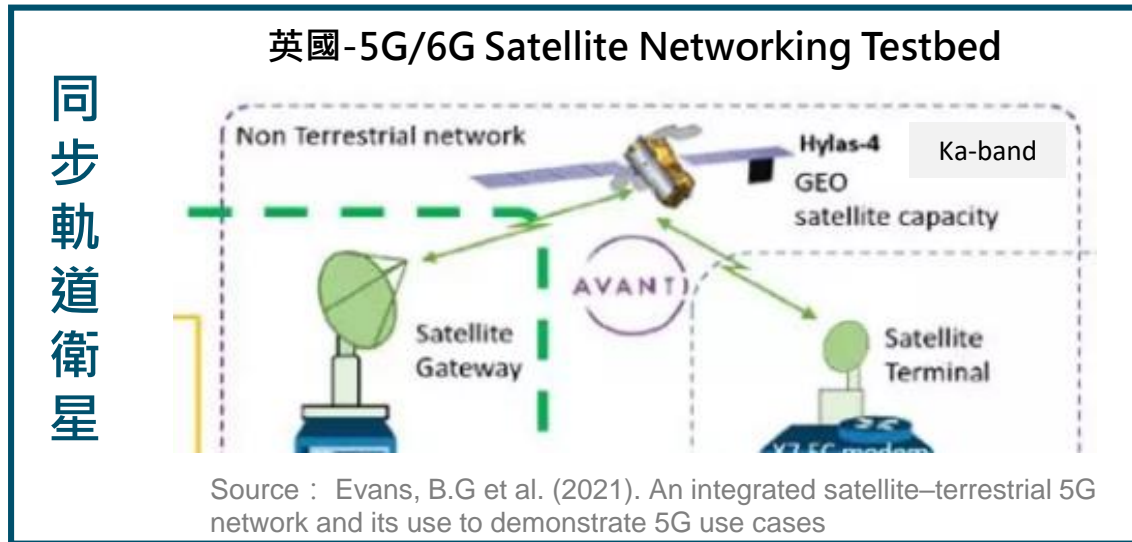 英國-5G/6G Satellite Networking Testbed
同步軌道衛星
Non Terrestrial network
Hylas-4
GEO
satellite capacity
Ka-band
AVANTI
Satellite
Gateway
Satellite
Terminal
Source： Evans, B.G et al. (2021). An integrated satellite–terrestrial 5G
network and its use to demonstrate 5G use cases